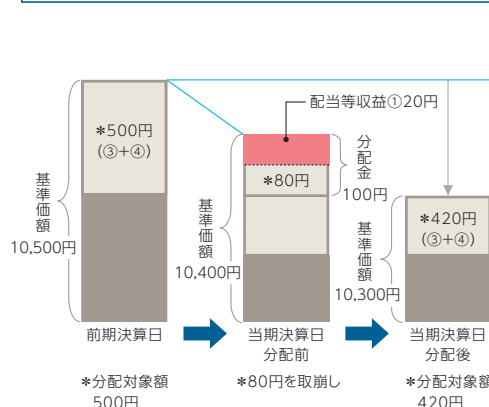 配当等収益①20円
*500円
(③+④)
基準価額
10,500円
*80円
分配金
100円
基準価額
10,400円
*420円
(③+④)
基準価額
10,300円
前期決算日
当期決算日
分配前
当期決算日
分配後
*分配対象額
500円
*80円を取崩し
*分配対象額
420円